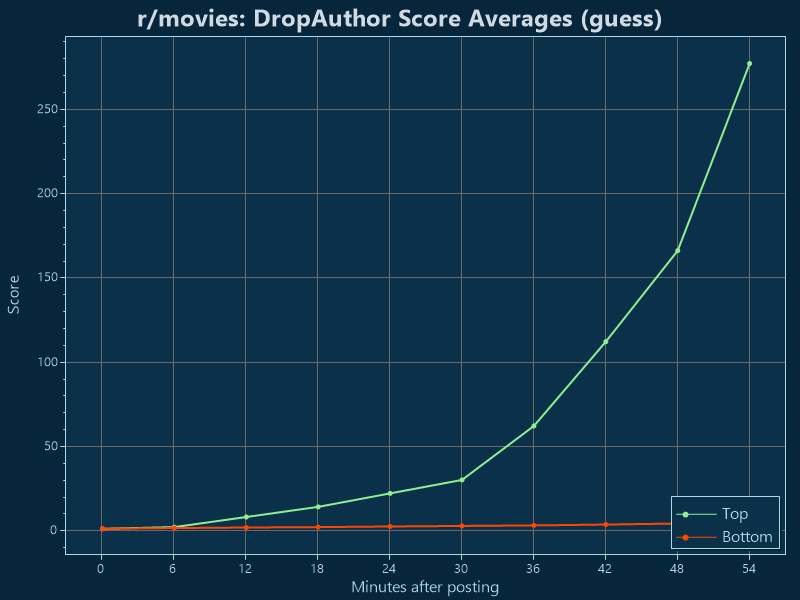 r/movies: DropAuthor Score Averages (guess)
Score
250
200
150
100
50
0
0 6 12 18 24 30 36 42 48 54
Minutes after posting
Top
Bottom